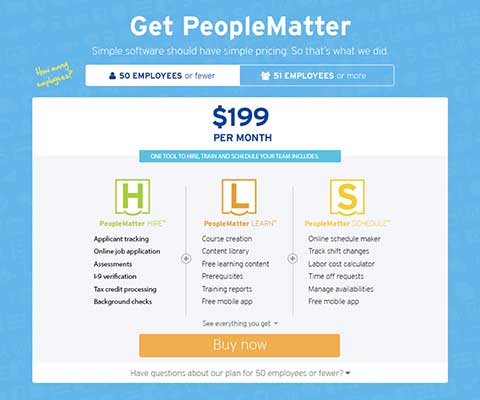 Get PeopleMatter
Simple software should have simple pricing. So that's what we did.
How many
employees?
50 EMPLOYEES or fewer
51 EMPLOYEES or more
$199
PER MONTH
ONE TOOL TO HIRE, TRAIN AND SCHEDULE YOUR TEAM INCLUDES:
H
PeopleMatter HIRE™
Applicant tracking
Online job application
Assessments
I-9 verification
Tax credit processing
Background checks
L
PeopleMatter LEARN™
Course creation
Content library
Free learning content
Prerequisites
Training reports
Free mobile app
S
PeopleMatter SCHEDULE™
Online schedule maker
Track shift changes
Labor cost calculator
Time off requests
Manage availabilities
Free mobile app
See everything you get
Buy now
Have questions about our plan for 50 employees or fewer?